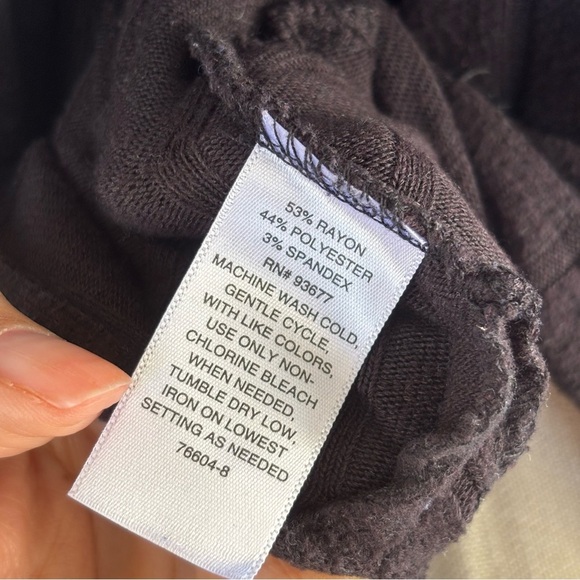 53% RAYON
44% POLYESTER
3% SPANDEX
RN# 93677
MACHINE WASH COLD,
GENTLE CYCLE,
WITH LIKE COLORS,
USE ONLY NON-
CHLORINE BLEACH
WHEN NEEDED,
TUMBLE DRY LOW,
IRON ON LOWEST
SETTING AS NEEDED
76604-8